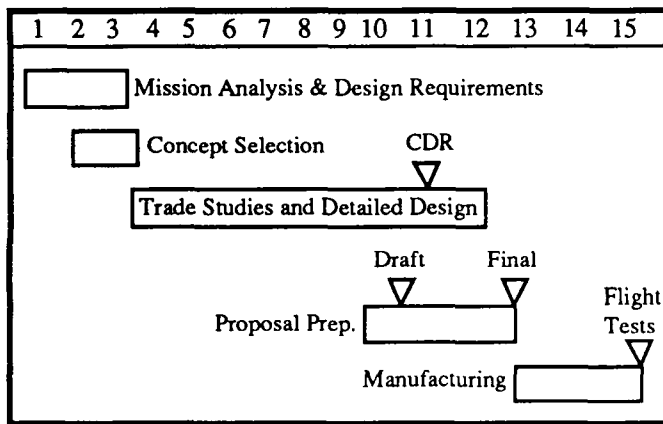 1 2 3 4 5 6 7 8 9 10 11 12 13 14 15
Mission Analysis & Design Requirements
Concept Selection
CDR
Trade Studies and Detailed Design
Draft
Final
Proposal Prep.
Flight
Tests
Manufacturing